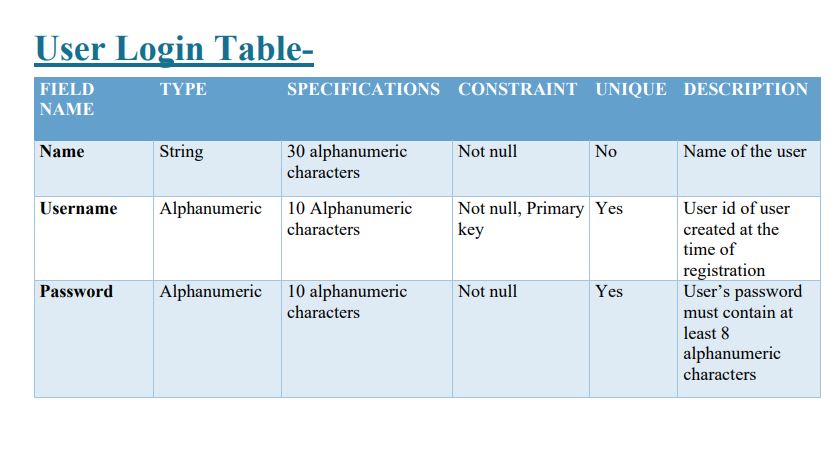 User Login Table-
FIELD NAME TYPE SPECIFICATIONS CONSTRAINT UNIQUE DESCRIPTION
Name String 30 alphanumeric characters Not null No Name of the user
Username Alphanumeric 10 Alphanumeric characters Not null, Primary key Yes User id of user created at the time of registration
Password Alphanumeric 10 alphanumeric characters Not null Yes User’s password must contain at least 8 alphanumeric characters